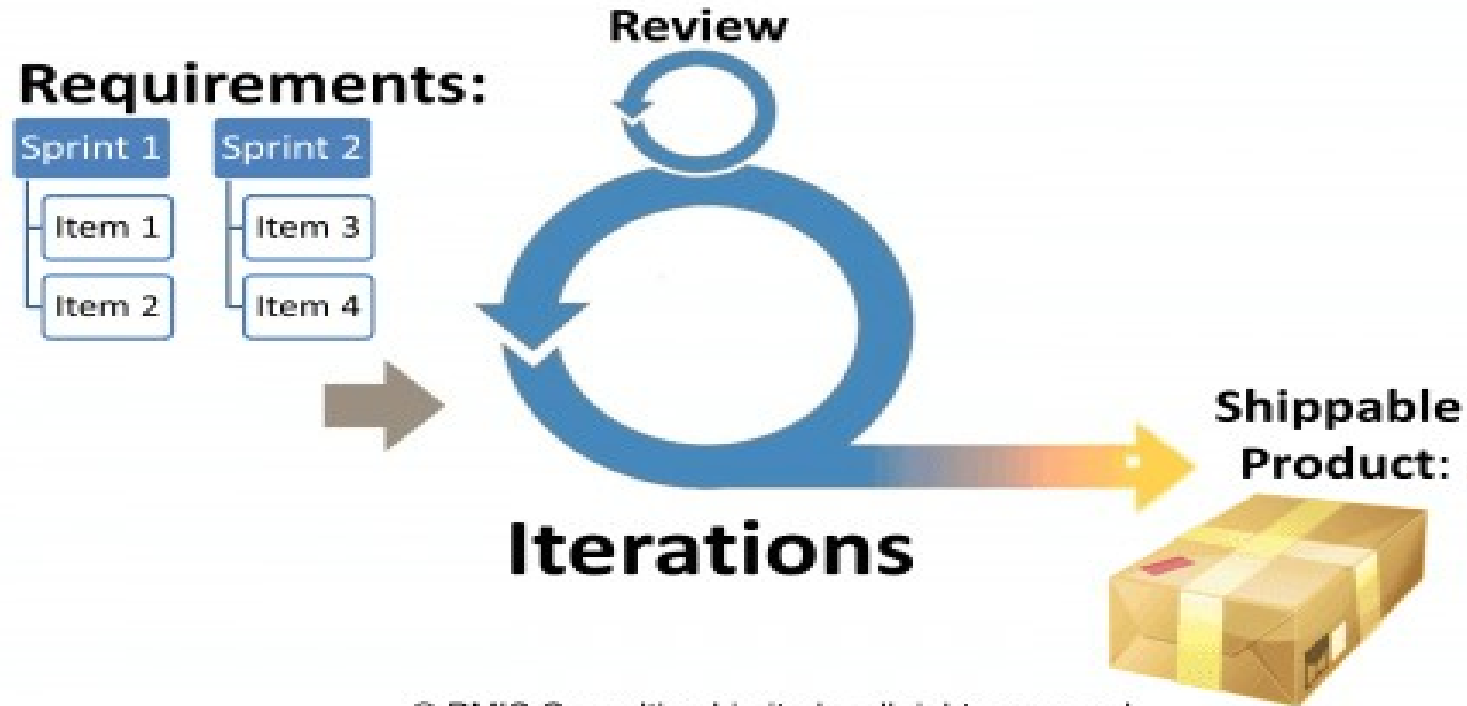 Review
Requirements:
Sprint 1
Item 1
Item 2
Sprint 2
Item 3
Item 4
Iterations
Shippable
Product: